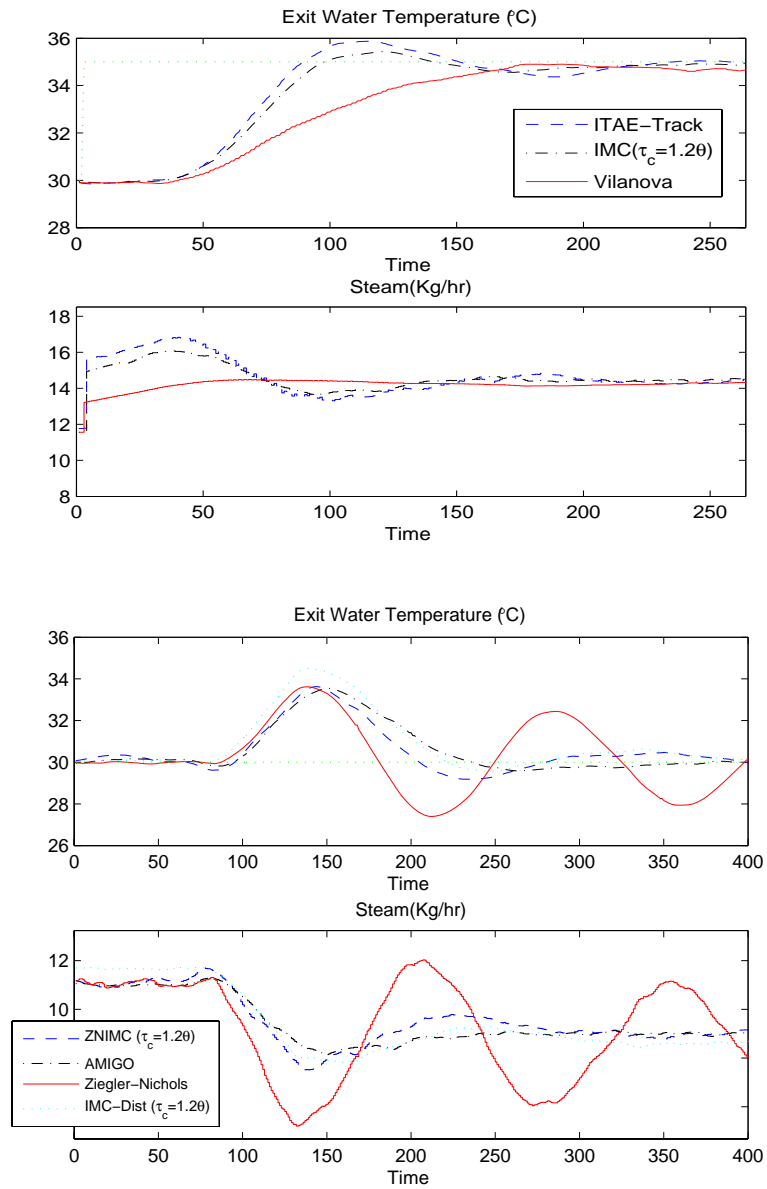 Exit Water Temperature (°C)
36
34
32
30
28
ITAE−Track
IMC(τc=1.2θ)
Vilanova
0 50 100 150 200 250
Time
Steam(Kg/hr)
18
16
14
12
10
8
0 50 100 150 200 250
Time
Exit Water Temperature (°C)
36
34
32
30
28
26
0 50 100 150 200 250 300 350 400
Time
Steam(Kg/hr)
12
10
ZNIMC (τc=1.2θ)
AMIGO
Ziegler−Nichols
IMC−Dist (τc=1.2θ)
0 50 100 150 200 250 300 350 400
Time